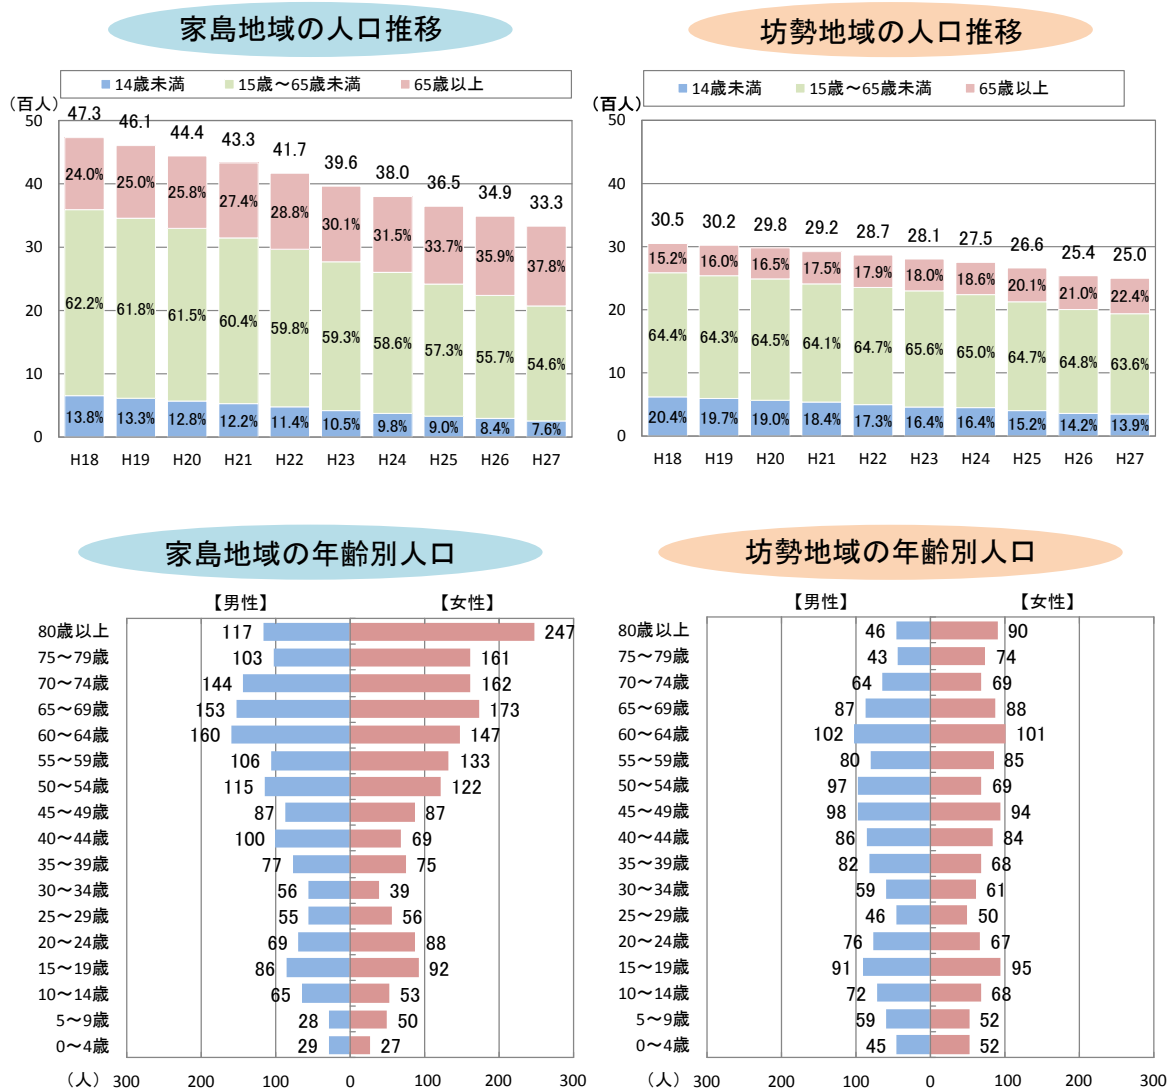 家島地域の人口推移
14歳未満 15歳～65歳未満 65歳以上
（百人）
50
40
30
20
10
0
47.3 46.1 44.4 43.3 41.7 39.6 38.0 36.5 34.9 33.3
24.0% 25.0% 25.8% 27.4% 28.8% 30.1% 31.5% 33.7% 35.9% 37.8%
62.2% 61.8% 61.5% 60.4% 59.8% 59.3% 58.6% 57.3% 55.7% 54.6%
13.8% 13.3% 12.8% 12.2% 11.4% 10.5% 9.8% 9.0% 8.4% 7.6%
H18 H19 H20 H21 H22 H23 H24 H25 H26 H27
坊勢地域の人口推移
14歳未満 15歳～65歳未満 65歳以上
（百人）
50
40
30
20
10
0
30.5 30.2 29.8 29.2 28.7 28.1 27.5 26.6 25.4 25.0
15.2% 16.0% 16.5% 17.5% 17.9% 18.0% 18.6% 20.1% 21.0% 22.4%
64.4% 64.3% 64.5% 64.1% 64.7% 65.6% 65.0% 64.7% 64.8% 63.6%
20.4% 19.7% 19.0% 18.4% 17.3% 16.4% 16.4% 15.2% 14.2% 13.9%
H18 H19 H20 H21 H22 H23 H24 H25 H26 H27
家島地域の年齢別人口
【男性】 【女性】
80歳以上 117 247
75～79歳 103 161
70～74歳 144 162
65～69歳 153 173
60～64歳 160 147
55～59歳 106 133
50～54歳 115 122
45～49歳 87 87
40～44歳 100 69
35～39歳 77 75
30～34歳 56 39
25～29歳 55 56
20～24歳 69 88
15～19歳 86 92
10～14歳 65 53
5～9歳 28 50
0～4歳 29 27
（人） 300 200 100 0 100 200 300
坊勢地域の年齢別人口
【男性】 【女性】
80歳以上 46 90
75～79歳 43 74
70～74歳 64 69
65～69歳 87 88
60～64歳 102 101
55～59歳 80 85
50～54歳 97 69
45～49歳 98 94
40～44歳 86 84
35～39歳 82 68
30～34歳 59 61
25～29歳 46 50
20～24歳 76 67
15～19歳 91 95
10～14歳 72 68
5～9歳 59 52
0～4歳 45 52
（人） 300 200 100 0 100 200 300